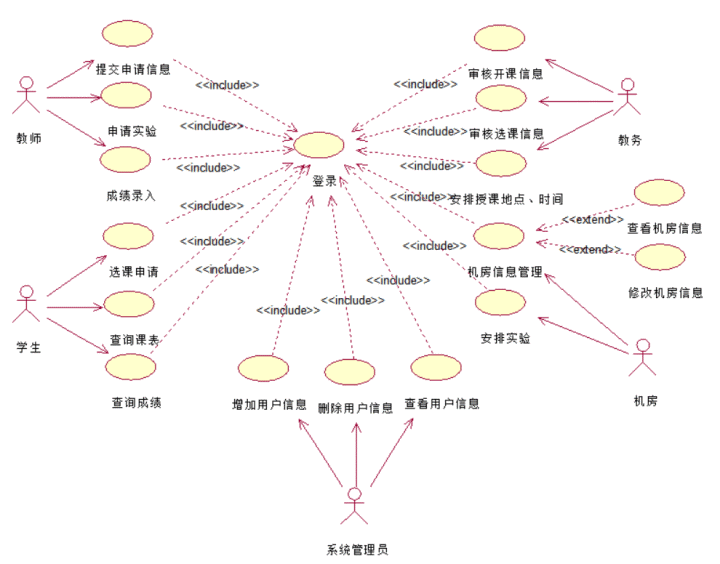 提交申请信息
<<include>>
<<include>>
审核开课信息
教师
申请实验
<<include>>
<<include>>
审核选课信息
教务
成绩录入
<<include>>
登录
<<include>>
安排授课地点、时间
选课申请
<<include>>
<<include>>
<<extend>>
查看机房信息
<<include>>
<<include>>
<<extend>>
机房信息管理
修改机房信息
学生
查询课表
<<include>>
<<include>>
<<include>>
<<include>>
安排实验
查询成绩
增加用户信息
删除用户信息
查看用户信息
机房
系统管理员